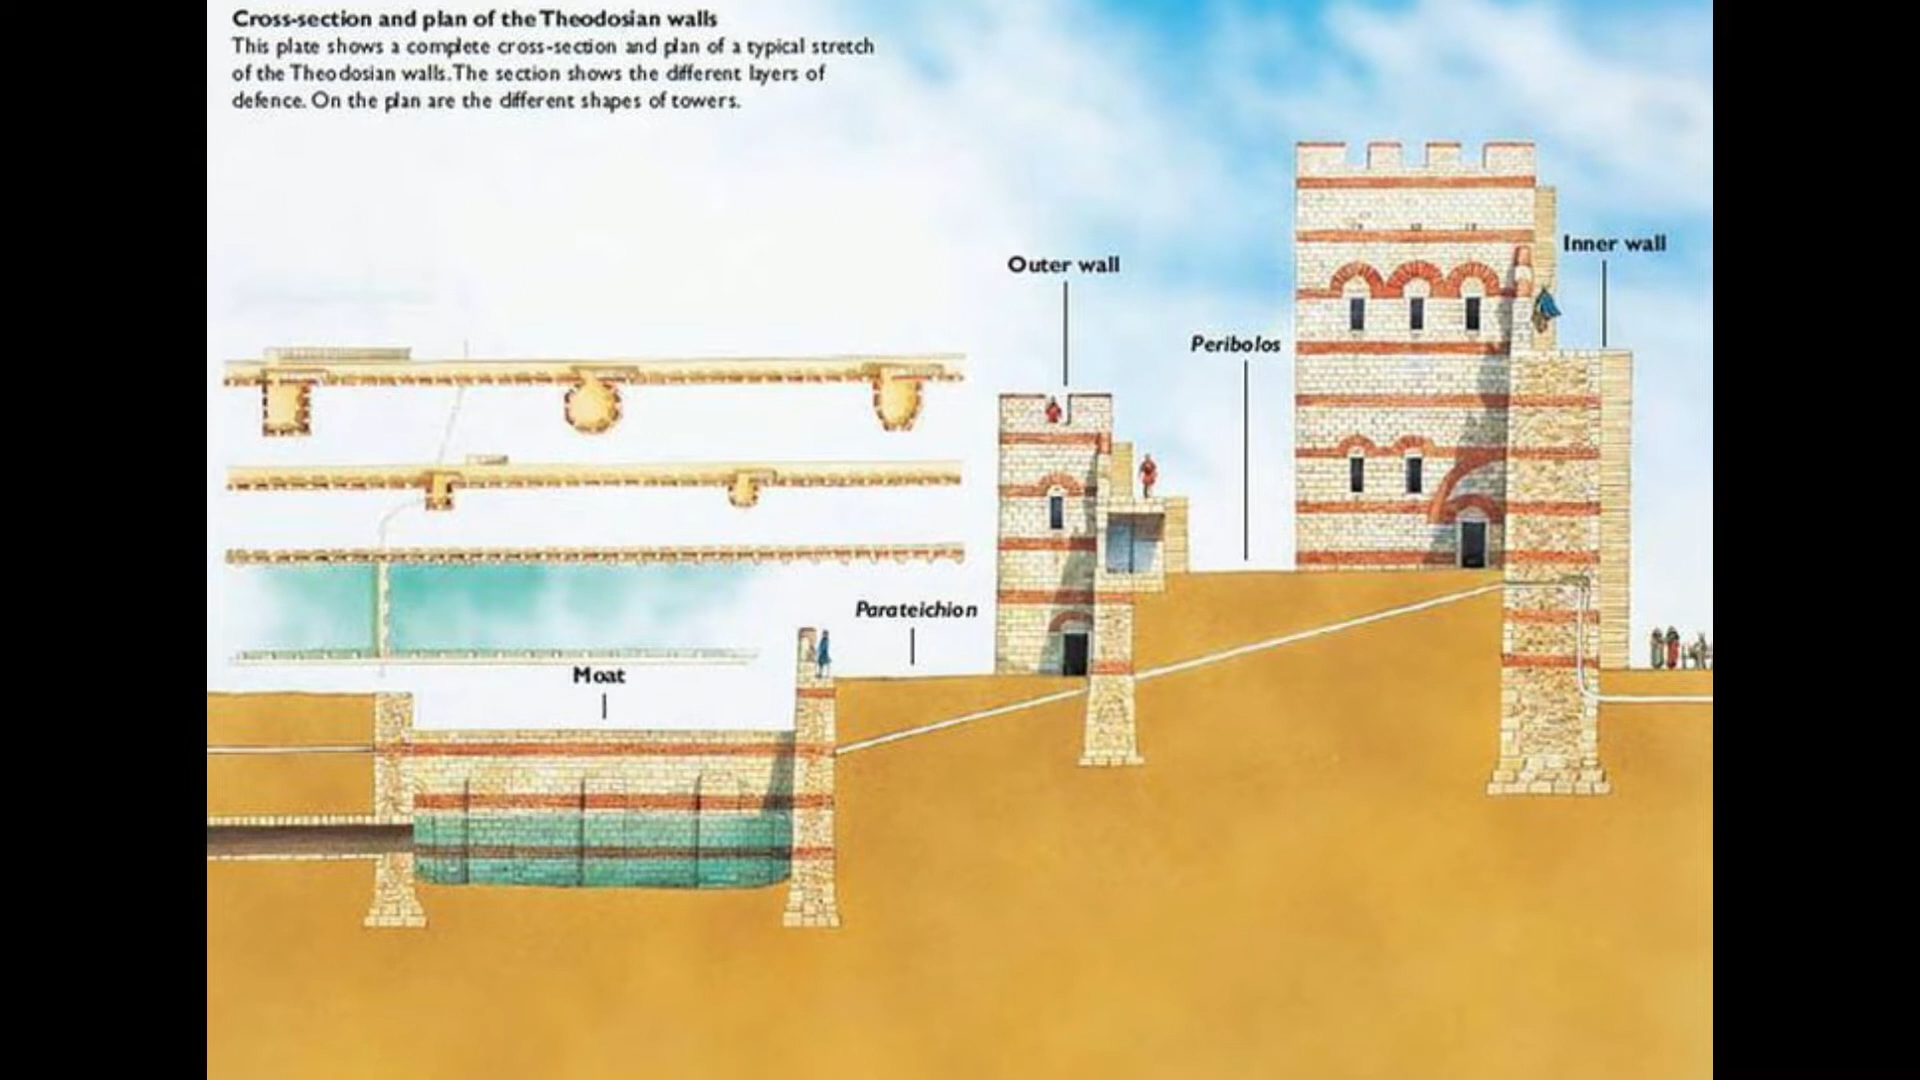 Cross-section and plan of the Theodosian walls
This plate shows a complete cross-section and plan of a typical stretch
of the Theodosian walls. The section shows the different layers of
defence. On the plan are the different shapes of towers.
Inner wall
Outer wall
Peribolos
Parateichion
Moat